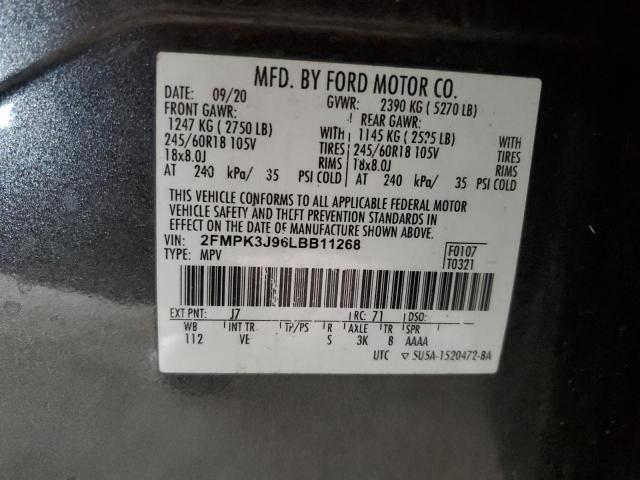 MFD. BY FORD MOTOR CO.
DATE: 09/20 GVWR: 2390 KG ( 5270 LB)
FRONT GAWR: REAR GAWR:
1247 KG ( 2750 LB) WITH 1145 KG ( 2525 LB) WITH
245/60R18 105V TIRES 245/60R18 105V TIRES
18x8.0J RIMS 18x8.0J RIMS
AT 240 kPa/ 35 PSI COLD AT 240 kPa/ 35 PSI COLD
THIS VEHICLE CONFORMS TO ALL APPLICABLE FEDERAL MOTOR
VEHICLE SAFETY AND THEFT PREVENTION STANDARDS IN
EFFECT ON THE DATE OF MANUFACTURE SHOWN ABOVE.
VIN: 2FMPK3J96LBB11268 F0107
TYPE: MPV T0321
EXT PNT: J7 RC: 71 DSO:
WB INT TR TP/PS R AXLE TR SPR
112 VE S 3K 8 AAAA
UTC ▽ SU5A-1520472-BA